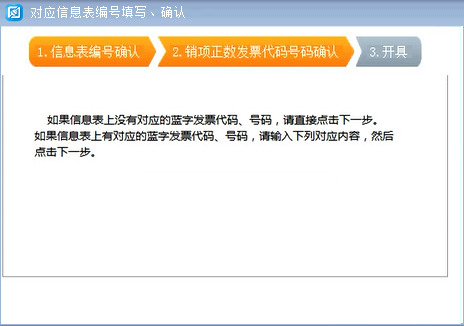 对应信息表编号填写、确认
1.信息表编号确认
2.销项正数发票代码号码确认
3.开具
如果信息表上没有对应的蓝字发票代码、号码，请直接点击下一步。
如果信息表上有对应的蓝字发票代码、号码，请输入下列对应内容，然后
点击下一步。